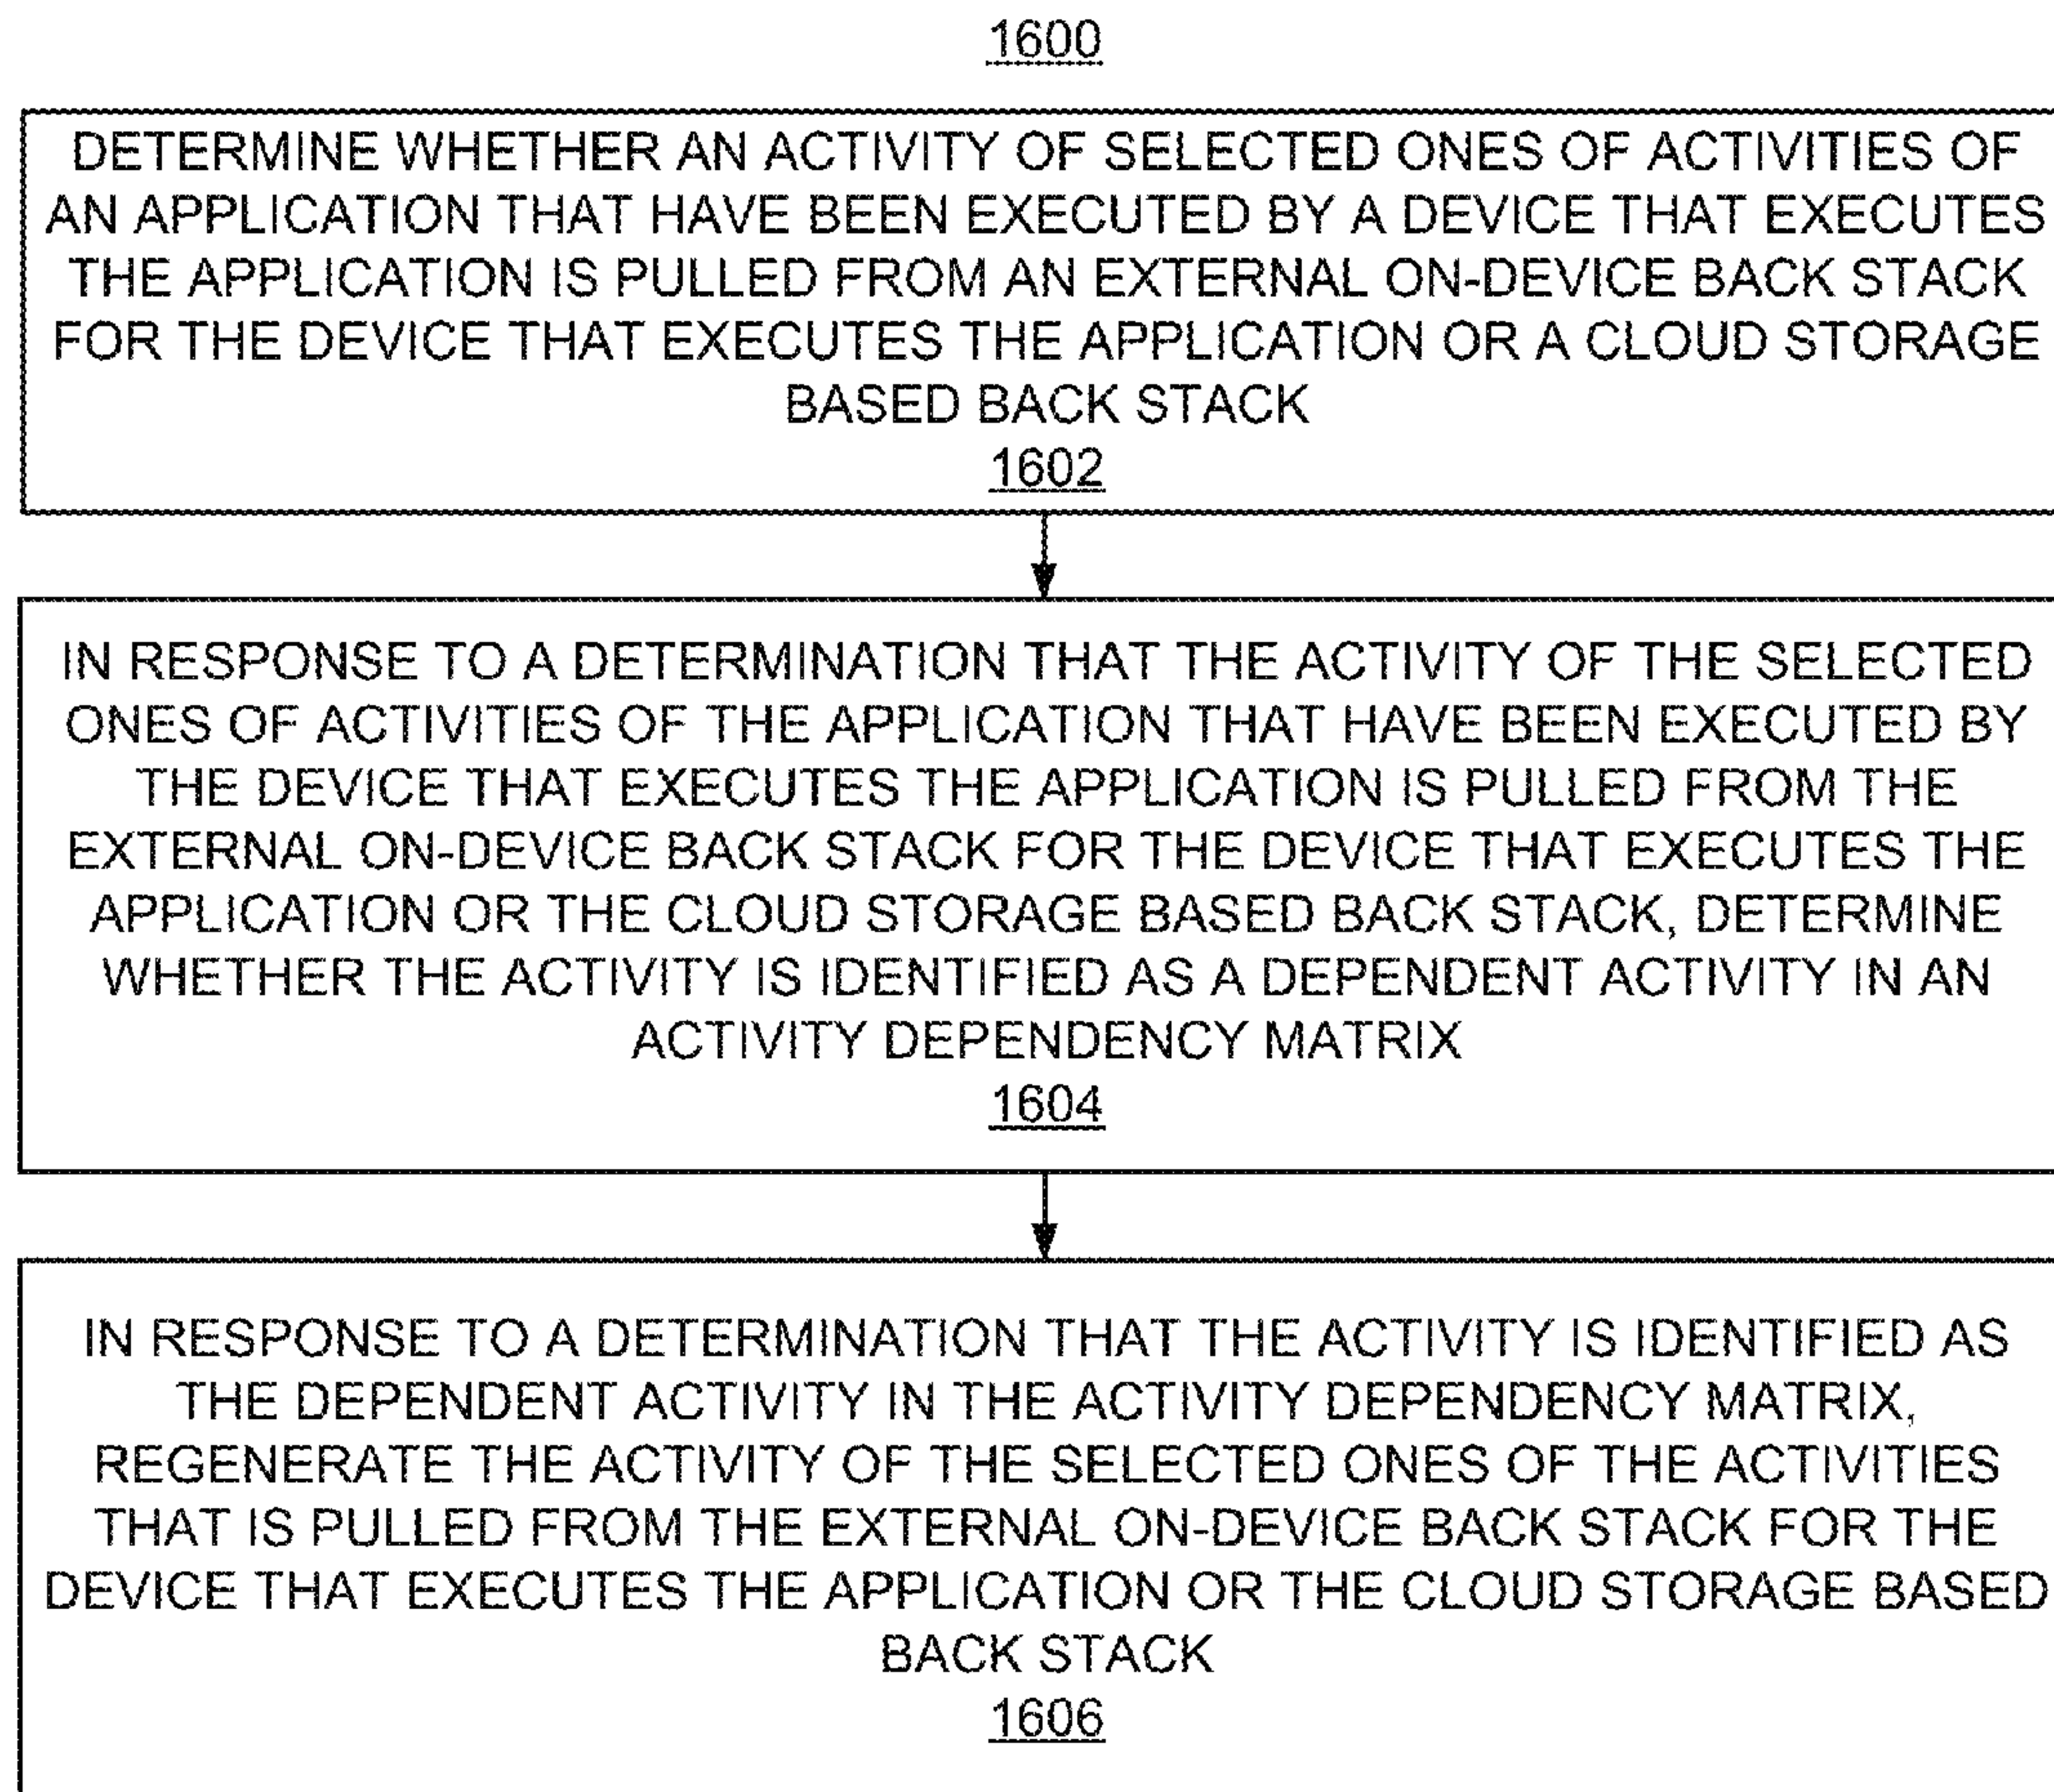 1600
DETERMINE WHETHER AN ACTIVITY OF SELECTED ONES OF ACTIVITIES OF
AN APPLICATION THAT HAVE BEEN EXECUTED BY A DEVICE THAT EXECUTES
THE APPLICATION IS PULLED FROM AN EXTERNAL ON-DEVICE BACK STACK
FOR THE DEVICE THAT EXECUTES THE APPLICATION OR A CLOUD STORAGE
BASED BACK STACK
1602
IN RESPONSE TO A DETERMINATION THAT THE ACTIVITY OF THE SELECTED
ONES OF ACTIVITIES OF THE APPLICATION THAT HAVE BEEN EXECUTED BY
THE DEVICE THAT EXECUTES THE APPLICATION IS PULLED FROM THE
EXTERNAL ON-DEVICE BACK STACK FOR THE DEVICE THAT EXECUTES THE
APPLICATION OR THE CLOUD STORAGE BASED BACK STACK, DETERMINE
WHETHER THE ACTIVITY IS IDENTIFIED AS A DEPENDENT ACTIVITY IN AN
ACTIVITY DEPENDENCY MATRIX
1604
IN RESPONSE TO A DETERMINATION THAT THE ACTIVITY IS IDENTIFIED AS
THE DEPENDENT ACTIVITY IN THE ACTIVITY DEPENDENCY MATRIX,
REGENERATE THE ACTIVITY OF THE SELECTED ONES OF THE ACTIVITIES
THAT IS PULLED FROM THE EXTERNAL ON-DEVICE BACK STACK FOR THE
DEVICE THAT EXECUTES THE APPLICATION OR THE CLOUD STORAGE BASED
BACK STACK
1606